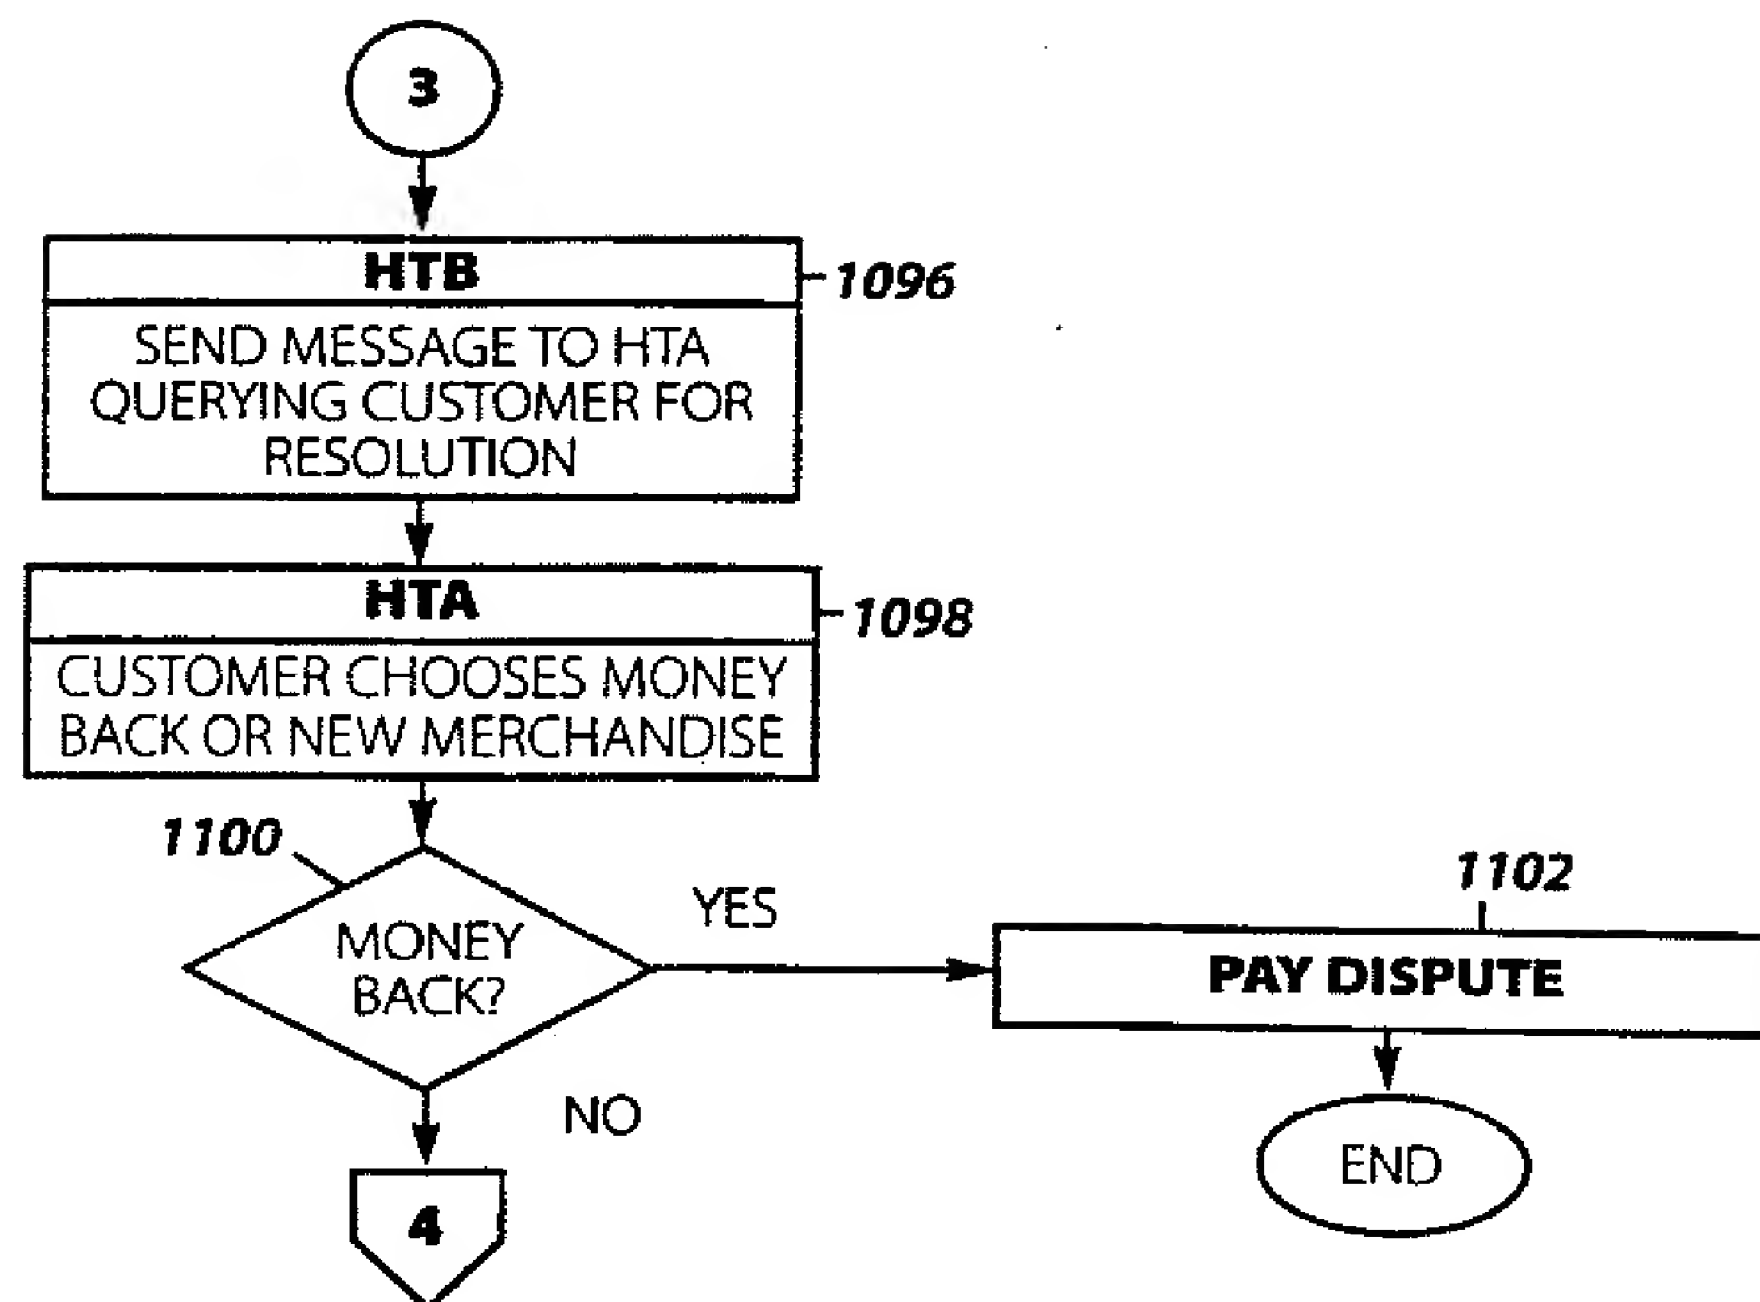 3
HTB
1096
SEND MESSAGE TO HTA
QUERYING CUSTOMER FOR
RESOLUTION
HTA
1098
CUSTOMER CHOOSES MONEY
BACK OR NEW MERCHANDISE
1100
MONEY
BACK?
YES
1102
PAY DISPUTE
NO
END
4